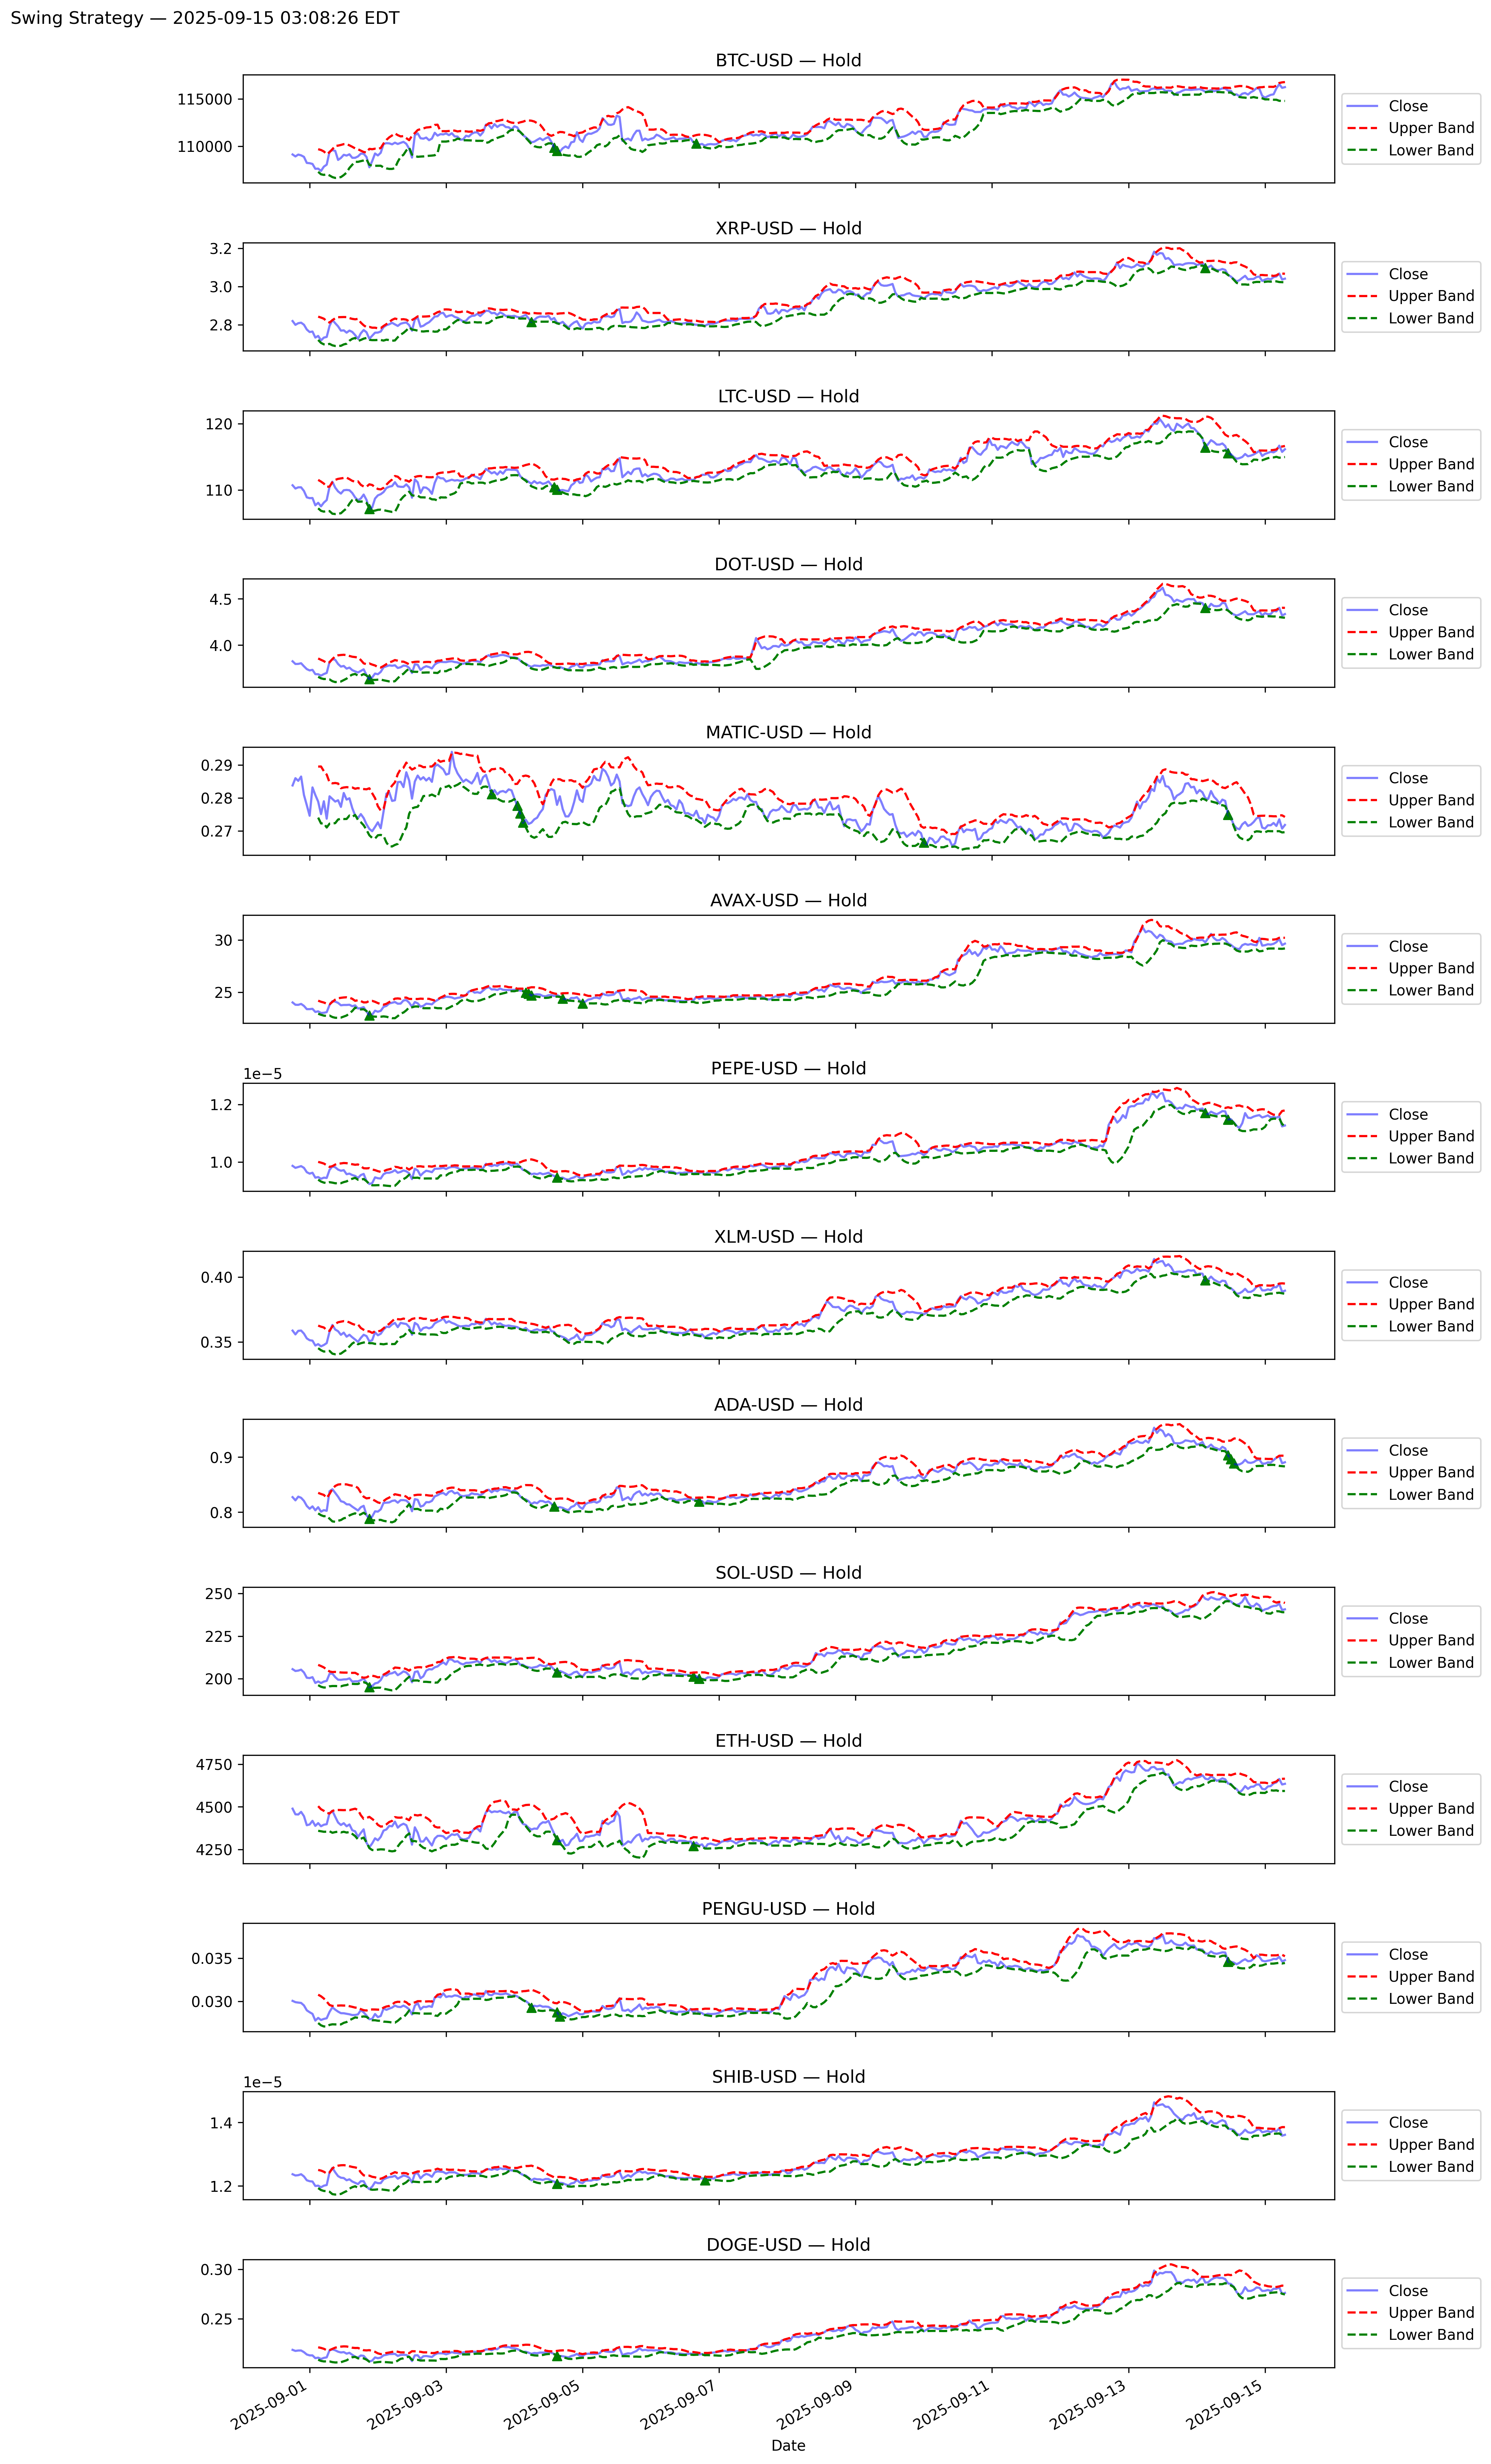 Swing Strategy — 2025-09-15 03:08:26 EDT
BTC-USD — Hold
115000
110000
Close
Upper Band
Lower Band
XRP-USD — Hold
3.2
3.0
2.8
Close
Upper Band
Lower Band
LTC-USD — Hold
120
110
Close
Upper Band
Lower Band
DOT-USD — Hold
4.5
4.0
Close
Upper Band
Lower Band
MATIC-USD — Hold
0.29
0.28
0.27
Close
Upper Band
Lower Band
AVAX-USD — Hold
30
25
Close
Upper Band
Lower Band
PEPE-USD — Hold
1e−5
1.2
1.0
Close
Upper Band
Lower Band
XLM-USD — Hold
0.40
0.35
Close
Upper Band
Lower Band
ADA-USD — Hold
0.9
0.8
Close
Upper Band
Lower Band
SOL-USD — Hold
250
225
200
Close
Upper Band
Lower Band
ETH-USD — Hold
4750
4500
4250
Close
Upper Band
Lower Band
PENGU-USD — Hold
0.035
0.030
Close
Upper Band
Lower Band
SHIB-USD — Hold
1e−5
1.4
1.2
Close
Upper Band
Lower Band
DOGE-USD — Hold
0.30
0.25
Close
Upper Band
Lower Band
2025-09-01
2025-09-03
2025-09-05
2025-09-07
2025-09-09
2025-09-11
2025-09-13
2025-09-15
Date